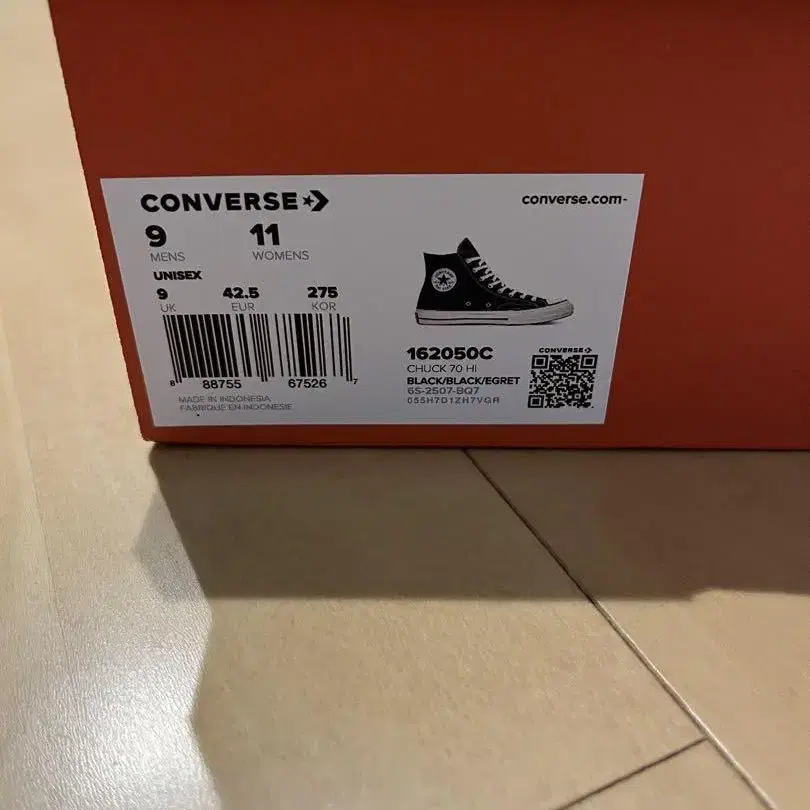 CONVERSE
converse.com
9 11
MENS WOMENS
UNISEX
9 42.5 275
UK EUR KOR
8 88755 67526 7
MADE IN INDONESIA
FABRIQUÉ EN INDONESIE
162050C
CHUCK 70 HI
BLACK/BLACK/EGRET
6S-2507-BQ7
CONVERSE